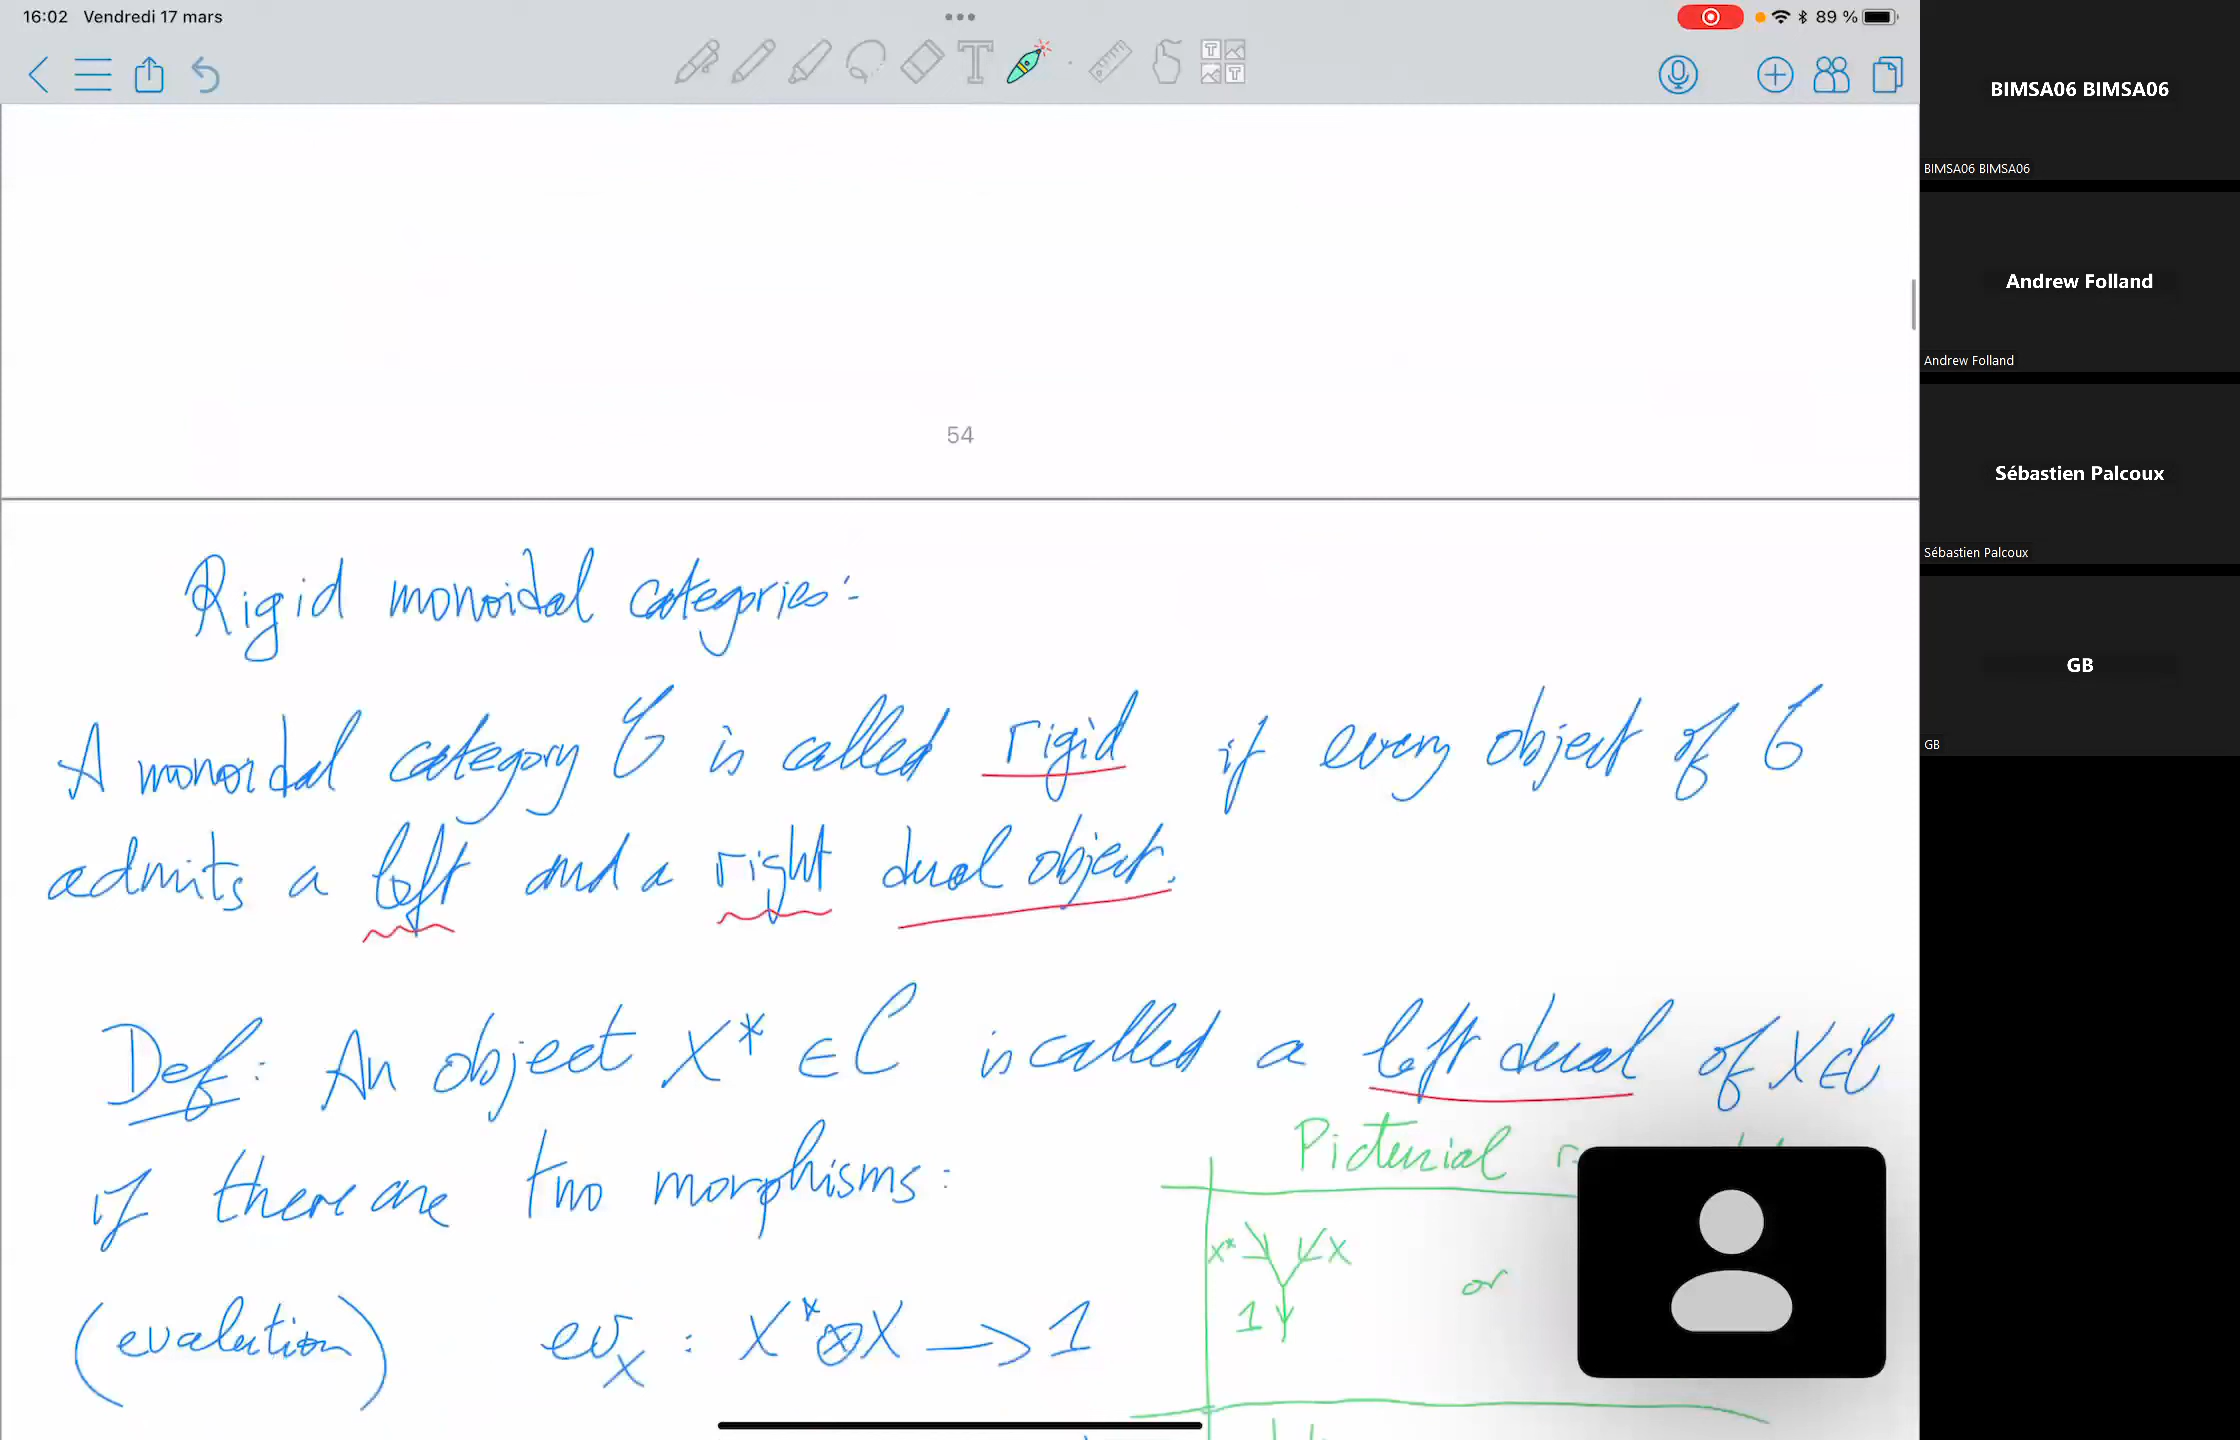 16:02 Vendredi 17 mars
89 %
54
Rigid monoidal categories:
A monoidal category C is called rigid if every object of C
admits a left and a right dual object.
Def: An object X* ∈ C is called a left dual of X ∈ C
if there are two morphisms:
Pictorial
(evaluation) ev_X : X* ⊗ X → 1
X* X
1
or
BIMSA06 BIMSA06
BIMSA06 BIMSA06
Andrew Folland
Andrew Folland
Sébastien Palcoux
Sébastien Palcoux
GB
GB